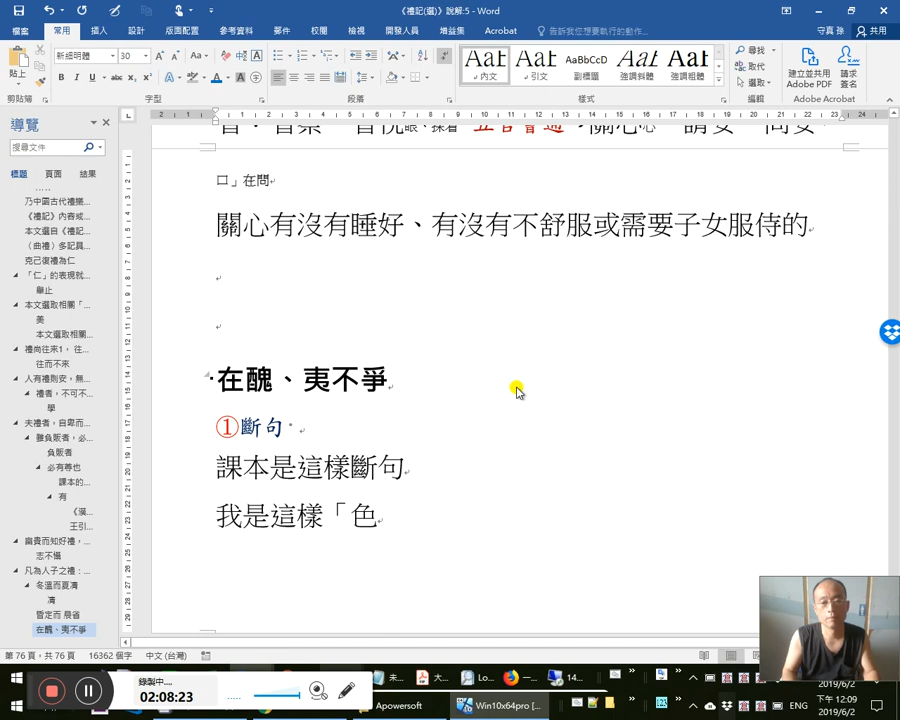 《禮記(選)》說解:5 - Word
檔案 常用 插入 設計 版面配置 參考資料 郵件 校閱 檢視 開發人員 增益集 Acrobat 告訴我您想要執行的動作... 共用
貼上
新細明體 30
內文 引文 副標題 強調斜體 強調粗體
尋找
取代
選取
建立並共用 Adobe PDF
請求簽名
剪貼簿 字型 段落 樣式 編輯 Adobe Acrobat
導覽
搜尋文件
標題 頁面 結果
乃中國古代禮樂...
《禮記》內容或...
本文選自《禮記...
〈曲禮〉多記具...
克己復禮為仁
「仁」的表現就...
舉止
本文選取相關「...
美
本文選取相關...
禮尚往來1, 往...
往而不來
人有禮則安,無...
禮者,不可不...
學
夫禮者,自卑而...
雖負販者,必...
負販者
必有尊也
課本的...
有
《漢...
王引...
幽貴而知好禮,...
志不懾
凡為人子之禮:...
冬溫而夏凊
凊
昏定而 晨省
在醜、夷不爭
口」在問
關心有沒有睡好、有沒有不舒服或需要子女服侍的
在醜、夷不爭
①斷句
課本是這樣斷句
我是這樣「色
第 76 頁,共 76 頁 16362 個字 中文 (台灣)
錄製中....
02:08:23
未... 大... Lo... 一... 14...
Apowersoft
Win10x64pro [...
2019/6/2
下午 12:09
ENG
2019/6/2